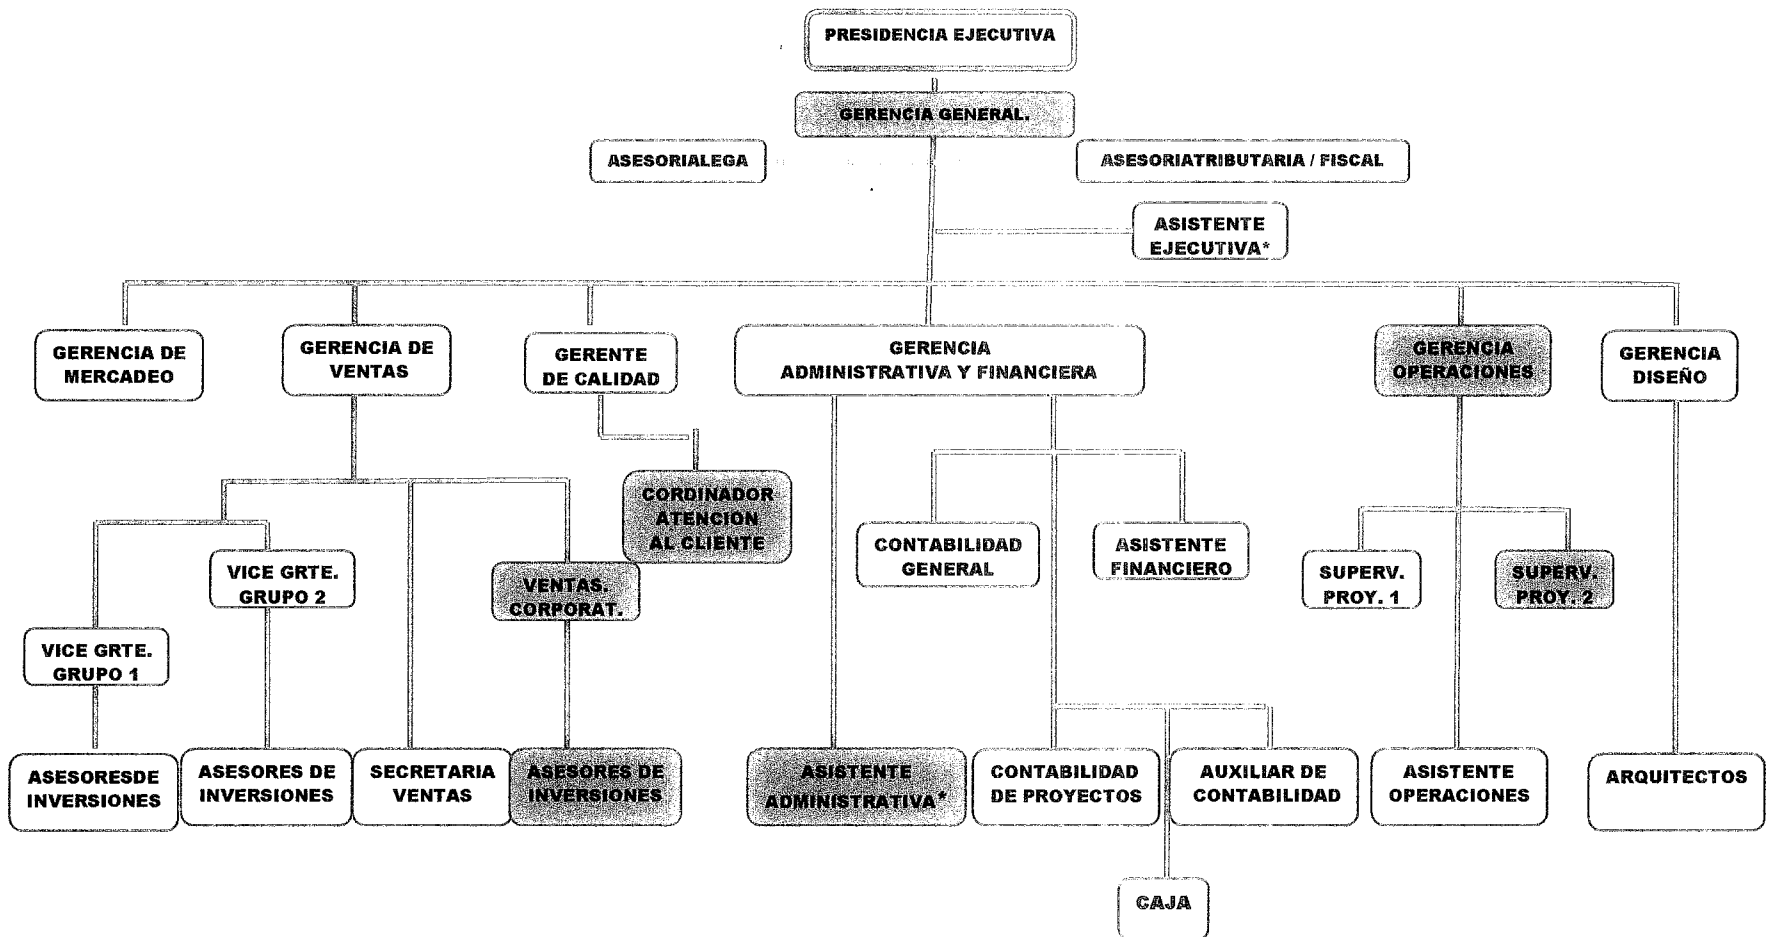 PRESIDENCIA EJECUTIVA
GERENCIA GENERAL.
ASESORIALEGA
ASESORIATRIBUTARIA / FISCAL
ASISTENTE
EJECUTIVA*
GERENCIA DE
MERCADEO
GERENCIA DE
VENTAS
GERENTE
DE CALIDAD
GERENCIA
ADMINISTRATIVA Y FINANCIERA
GERENCIA
OPERACIONES
GERENCIA
DISEÑO
CORDINADOR
ATENCION
AL CLIENTE
CONTABILIDAD
GENERAL
ASISTENTE
FINANCIERO
VICE GRTE.
GRUPO 2
VENTAS.
CORPORAT.
SUPERV.
PROY. 1
SUPERV.
PROY. 2
VICE GRTE.
GRUPO 1
ASESORESDE
INVERSIONES
ASESORES DE
INVERSIONES
SECRETARIA
VENTAS
ASESORES DE
INVERSIONES
ASISTENTE
ADMINISTRATIVA*
CONTABILIDAD
DE PROYECTOS
AUXILIAR DE
CONTABILIDAD
ASISTENTE
OPERACIONES
ARQUITECTOS
CAJA